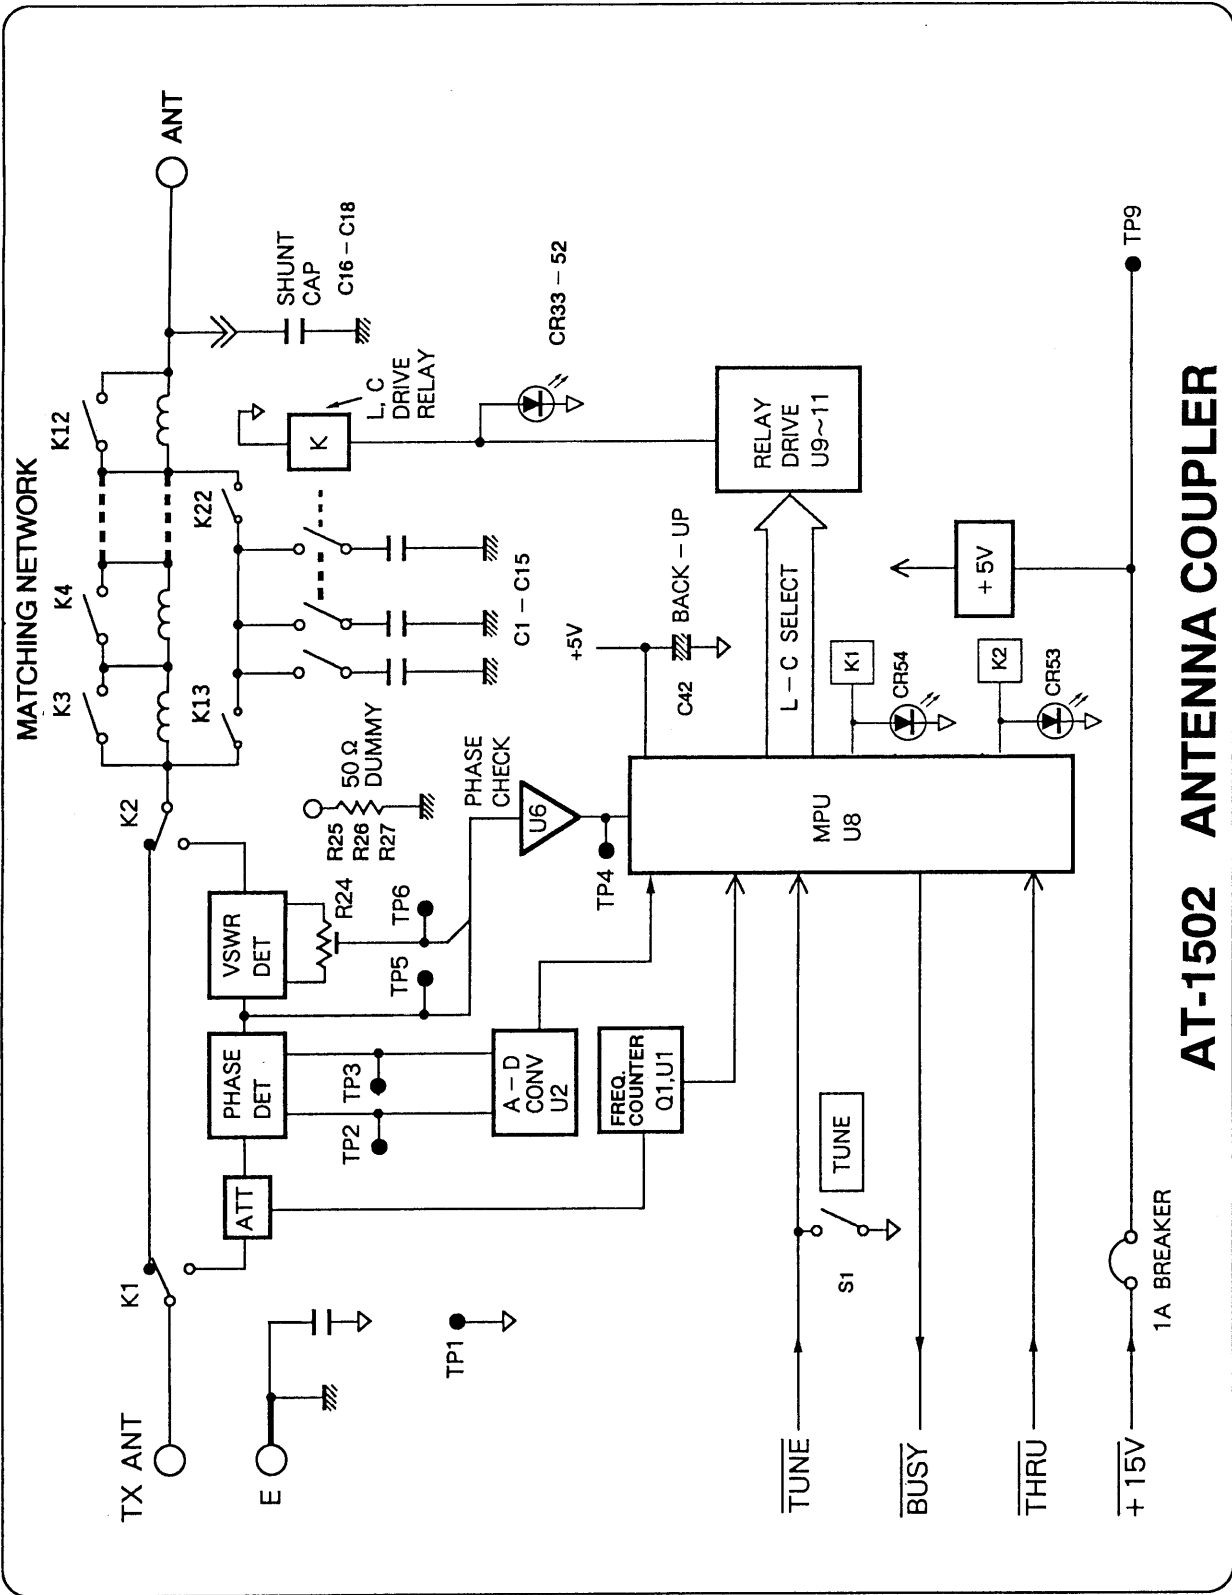 MATCHING NETWORK
K3
K4
K12
TX ANT
K1
K2
ANT
K13
K22
E
ATT
PHASE
DET
VSWR
DET
R24
R25
R26
R27
50 Ω
DUMMY
C1 – C15
K
L, C
DRIVE
RELAY
SHUNT
CAP
C16 – C18
TP1
TP2
TP3
TP5
TP6
PHASE
CHECK
A – D
CONV
U2
U6
TP4
FREQ.
COUNTER
Q1,U1
+5V
C42
BACK – UP
CR33 – 52
RELAY
DRIVE
U9~11
L – C SELECT
MPU
U8
K1
CR54
K2
CR53
+ 5V
TUNE
S1
TUNE
BUSY
THRU
+ 15V
1A BREAKER
TP9
AT-1502 ANTENNA COUPLER